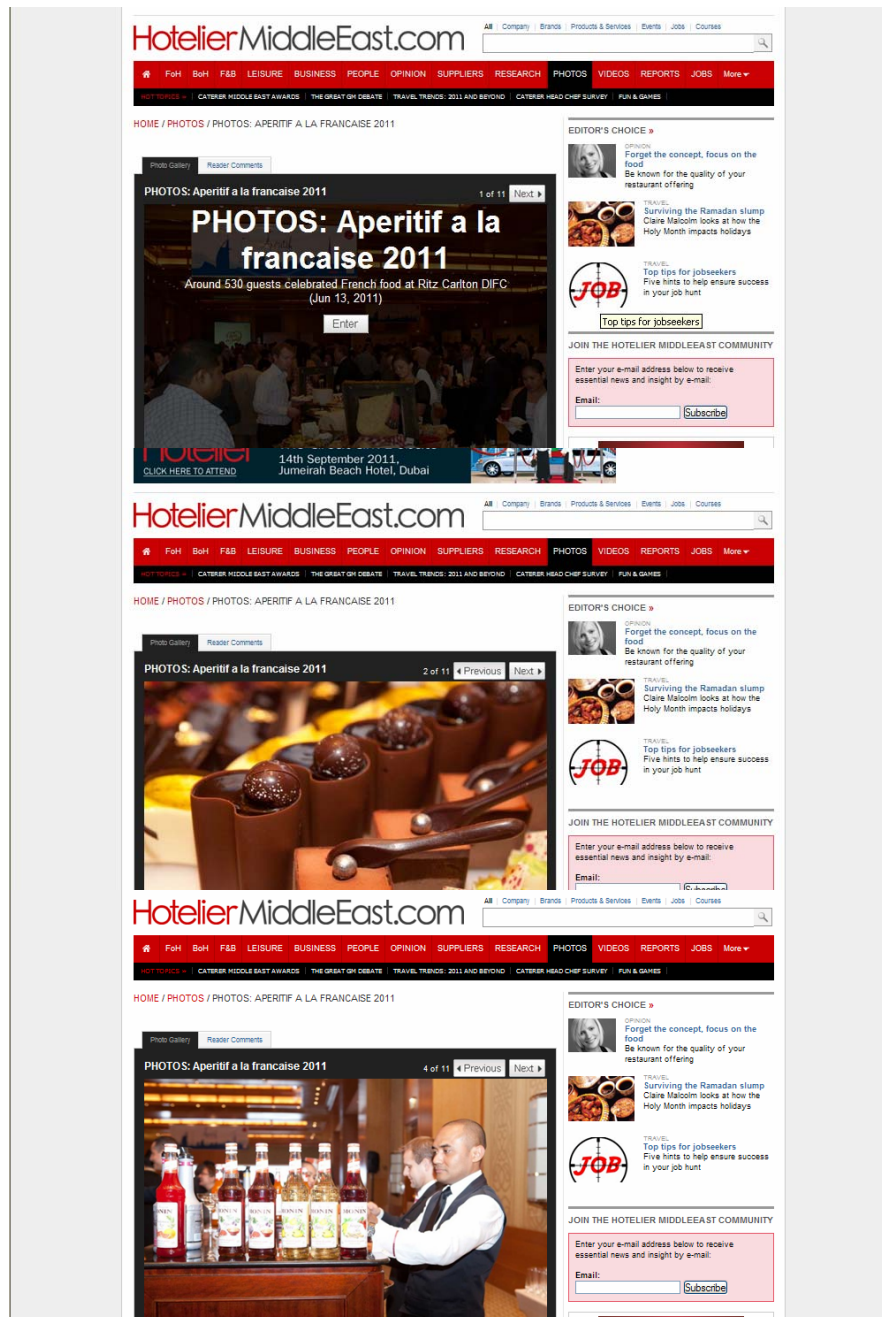 HotelierMiddleEast.com
All | Company | Brands | Products & Services | Events | Jobs | Courses
FoH BoH F&B LEISURE BUSINESS PEOPLE OPINION SUPPLIERS RESEARCH PHOTOS VIDEOS REPORTS JOBS More
HOT TOPICS » | CATERER MIDDLE EAST AWARDS | THE GREAT GM DEBATE | TRAVEL TRENDS: 2011 AND BEYOND | CATERER HEAD CHEF SURVEY | FUN & GAMES |
HOME / PHOTOS / PHOTOS: APERITIF A LA FRANCAISE 2011
Photo Gallery Reader Comments
PHOTOS: Aperitif a la francaise 2011 1 of 11 Next
PHOTOS: Aperitif a la
francaise 2011
Around 530 guests celebrated French food at Ritz Carlton DIFC
(Jun 13, 2011)
Enter
EDITOR'S CHOICE »
OPINION
Forget the concept, focus on the
food
Be known for the quality of your
restaurant offering
TRAVEL
Surviving the Ramadan slump
Claire Malcolm looks at how the
Holy Month impacts holidays
JOB
TRAVEL
Top tips for jobseekers
Five hints to help ensure success
in your job hunt
Top tips for jobseekers
JOIN THE HOTELIER MIDDLEEAST COMMUNITY
Enter your e-mail address below to receive
essential news and insight by e-mail:
Email:
Subscribe
Hotelier
CLICK HERE TO ATTEND
14th September 2011,
Jumeirah Beach Hotel, Dubai
HotelierMiddleEast.com
All | Company | Brands | Products & Services | Events | Jobs | Courses
FoH BoH F&B LEISURE BUSINESS PEOPLE OPINION SUPPLIERS RESEARCH PHOTOS VIDEOS REPORTS JOBS More
HOT TOPICS » | CATERER MIDDLE EAST AWARDS | THE GREAT GM DEBATE | TRAVEL TRENDS: 2011 AND BEYOND | CATERER HEAD CHEF SURVEY | FUN & GAMES |
HOME / PHOTOS / PHOTOS: APERITIF A LA FRANCAISE 2011
Photo Gallery Reader Comments
PHOTOS: Aperitif a la francaise 2011 2 of 11 Previous Next
EDITOR'S CHOICE »
OPINION
Forget the concept, focus on the
food
Be known for the quality of your
restaurant offering
TRAVEL
Surviving the Ramadan slump
Claire Malcolm looks at how the
Holy Month impacts holidays
JOB
TRAVEL
Top tips for jobseekers
Five hints to help ensure success
in your job hunt
JOIN THE HOTELIER MIDDLEEAST COMMUNITY
Enter your e-mail address below to receive
essential news and insight by e-mail:
Email:
Subscribe
HotelierMiddleEast.com
All | Company | Brands | Products & Services | Events | Jobs | Courses
FoH BoH F&B LEISURE BUSINESS PEOPLE OPINION SUPPLIERS RESEARCH PHOTOS VIDEOS REPORTS JOBS More
HOT TOPICS » | CATERER MIDDLE EAST AWARDS | THE GREAT GM DEBATE | TRAVEL TRENDS: 2011 AND BEYOND | CATERER HEAD CHEF SURVEY | FUN & GAMES |
HOME / PHOTOS / PHOTOS: APERITIF A LA FRANCAISE 2011
Photo Gallery Reader Comments
PHOTOS: Aperitif a la francaise 2011 4 of 11 Previous Next
MONIN MONIN MONIN MONIN
EDITOR'S CHOICE »
OPINION
Forget the concept, focus on the
food
Be known for the quality of your
restaurant offering
TRAVEL
Surviving the Ramadan slump
Claire Malcolm looks at how the
Holy Month impacts holidays
JOB
TRAVEL
Top tips for jobseekers
Five hints to help ensure success
in your job hunt
JOIN THE HOTELIER MIDDLEEAST COMMUNITY
Enter your e-mail address below to receive
essential news and insight by e-mail:
Email:
Subscribe